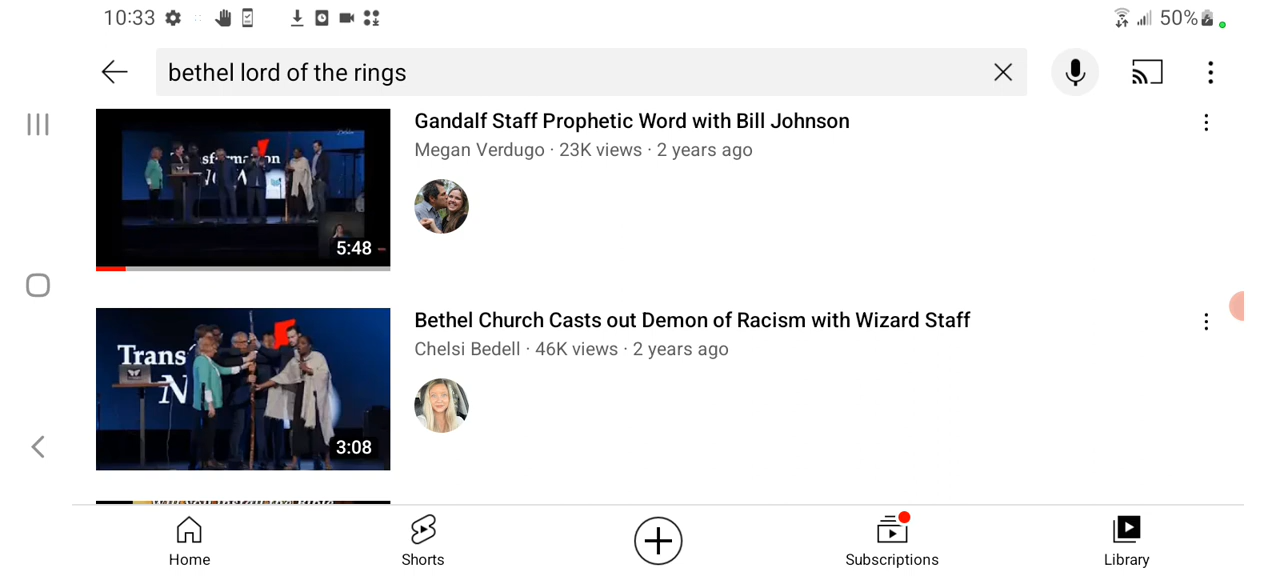 10:33
50%
bethel lord of the rings
Gandalf Staff Prophetic Word with Bill Johnson
Megan Verdugo · 23K views · 2 years ago
5:48
Bethel Church Casts out Demon of Racism with Wizard Staff
Chelsi Bedell · 46K views · 2 years ago
Trans
N
3:08
Home
Shorts
Subscriptions
Library